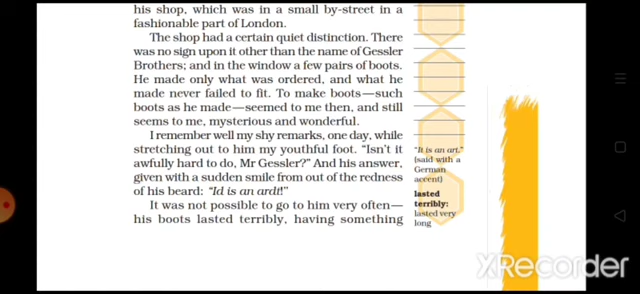 his shop, which was in a small by-street in a
fashionable part of London.
The shop had a certain quiet distinction. There
was no sign upon it other than the name of Gessler
Brothers; and in the window a few pairs of boots.
He made only what was ordered, and what he
made never failed to fit. To make boots—such
boots as he made—seemed to me then, and still
seems to me, mysterious and wonderful.
I remember well my shy remarks, one day, while
stretching out to him my youthful foot. “Isn’t it
awfully hard to do, Mr Gessler?” And his answer,
given with a sudden smile from out of the redness
of his beard: “Id is an ardt!”
It was not possible to go to him very often—
his boots lasted terribly, having something
“It is an art.”
(said with a
German
accent)
lasted
terribly:
lasted very
long
XRecorder